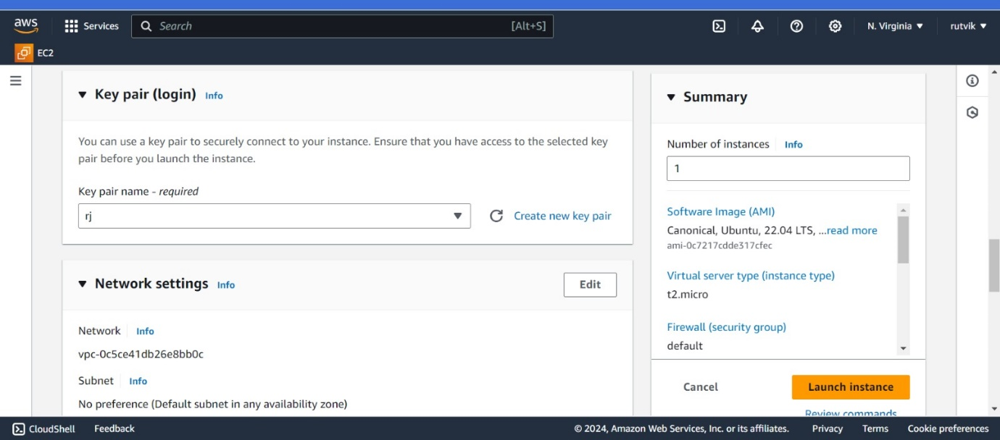 aws
Services
Search
[Alt+S]
N. Virginia
rutvik
EC2
Key pair (login) Info
You can use a key pair to securely connect to your instance. Ensure that you have access to the selected key
pair before you launch the instance.
Key pair name - required
rj
Create new key pair
Network settings Info
Edit
Network Info
vpc-0c5ce41db26e8bb0c
Subnet Info
No preference (Default subnet in any availability zone)
Summary
Number of instances Info
1
Software Image (AMI)
Canonical, Ubuntu, 22.04 LTS, ...read more
ami-0c7217cdde317cfec
Virtual server type (instance type)
t2.micro
Firewall (security group)
default
Cancel
Launch instance
Review commands
CloudShell
Feedback
© 2024, Amazon Web Services, Inc. or its affiliates.
Privacy
Terms
Cookie preferences